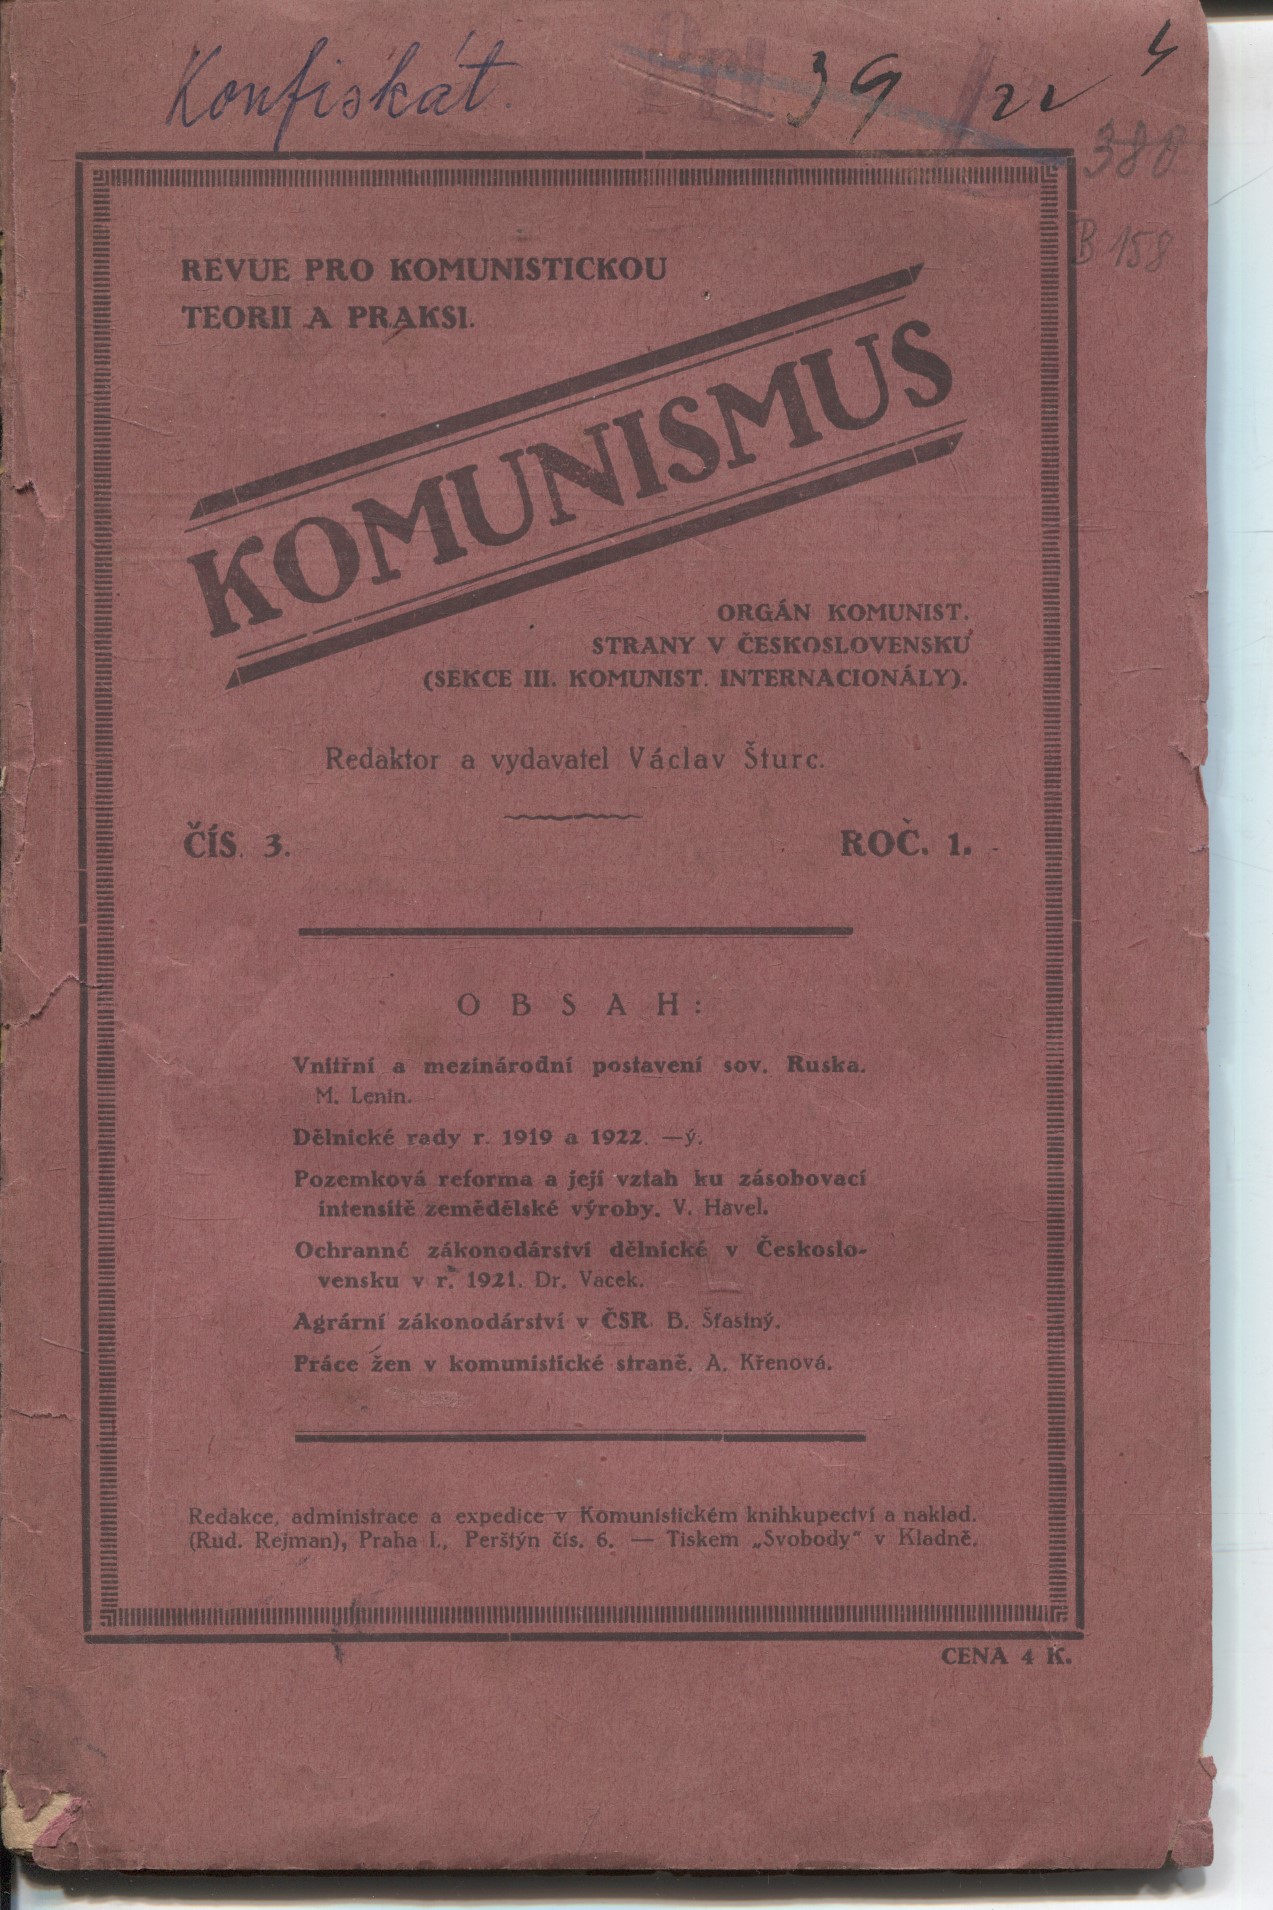 Konfiskát.
39 / 22
4
380
B 158
REVUE PRO KOMUNISTICKOU
TEORII A PRAKSI.
KOMUNISMUS
ORGÁN KOMUNIST.
STRANY V ČESKOSLOVENSKU
(SEKCE III. KOMUNIST. INTERNACIONÁLY).
Redaktor a vydavatel Václav Šturc.
ČÍS. 3.
ROČ. 1.
OBSAH:
Vnitřní a mezinárodní postavení sov. Ruska.
M. Lenin.
Dělnické rady r. 1919 a 1922. —ý.
Pozemková reforma a její vztah ku zásobovací
intensitě zemědělské výroby. V. Havel.
Ochranné zákonodárství dělnické v Českoslo-
vensku v r. 1921. Dr. Vacek.
Agrární zákonodárství v ČSR. B. Šťastný.
Práce žen v komunistické straně. A. Křenová.
Redakce, administrace a expedice v Komunistickém knihkupectví a naklad.
(Rud. Rejman), Praha I., Perštýn čís. 6. — Tiskem „Svobody" v Kladně.
CENA 4 K.